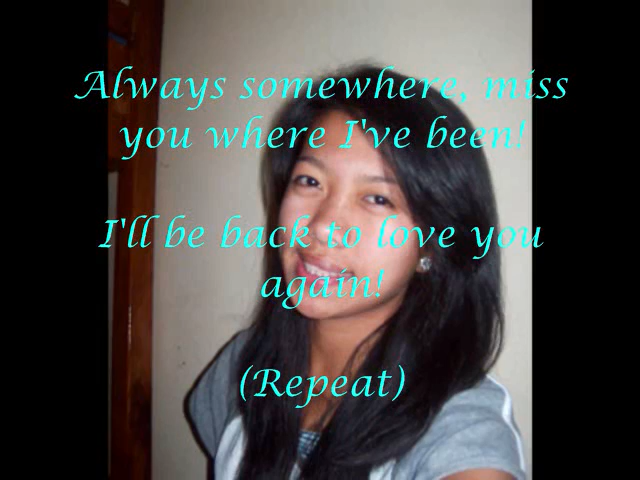 Always somewhere, miss
you where I've been!
I'll be back to love you
again!
(Repeat)